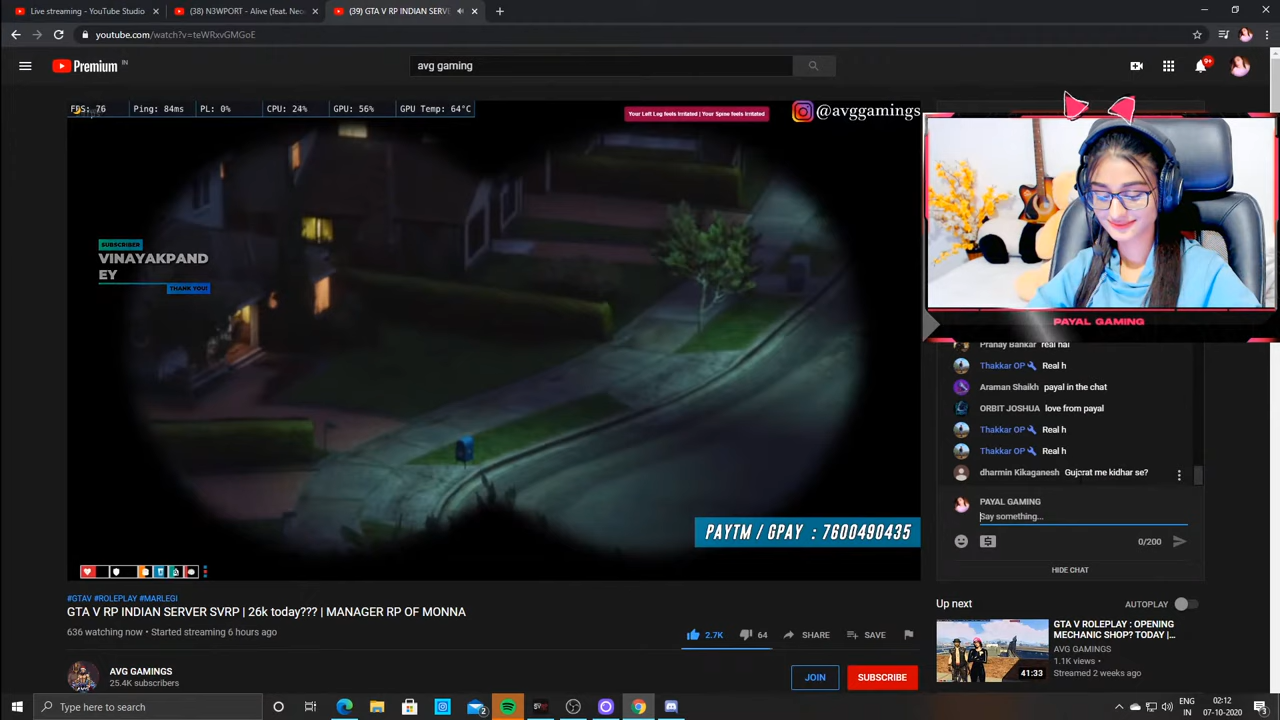 Live streaming - YouTube Studio
(38) N3WPORT - Alive (feat. Neo
(39) GTA V RP INDIAN SERV
youtube.com/watch?v=teWRxvGMGoE
Premium IN
avg gaming
9+
FPS: 76
Ping: 84ms
PL: 0%
CPU: 24%
GPU: 56%
GPU Temp: 64°C
Your Left Leg feels Irritated | Your Spine feels Irritated
@avggamings
SUBSCRIBER
VINAYAKPAND
EY
THANK YOU!
PAYAL GAMING
Pranay Bankar real hai
Thakkar OP Real h
Araman Shaikh payal in the chat
ORBIT JOSHUA love from payal
Thakkar OP Real h
Thakkar OP Real h
dharmin Kikaganesh Gujarat me kidhar se?
PAYAL GAMING
Say something...
0/200
HIDE CHAT
PAYTM / GPAY : 7600490435
#GTAV #ROLEPLAY #MARLEGI
GTA V RP INDIAN SERVER SVRP | 26k today??? | MANAGER RP OF MONNA
636 watching now • Started streaming 6 hours ago
2.7K
64
SHARE
SAVE
AVG GAMINGS
25.4K subscribers
JOIN
SUBSCRIBE
Up next
AUTOPLAY
GTA V ROLEPLAY : OPENING
MECHANIC SHOP? TODAY |...
AVG GAMINGS
1.1K views •
Streamed 2 weeks ago
41:33
Type here to search
2
ENG
IN
02:12
07-10-2020
3